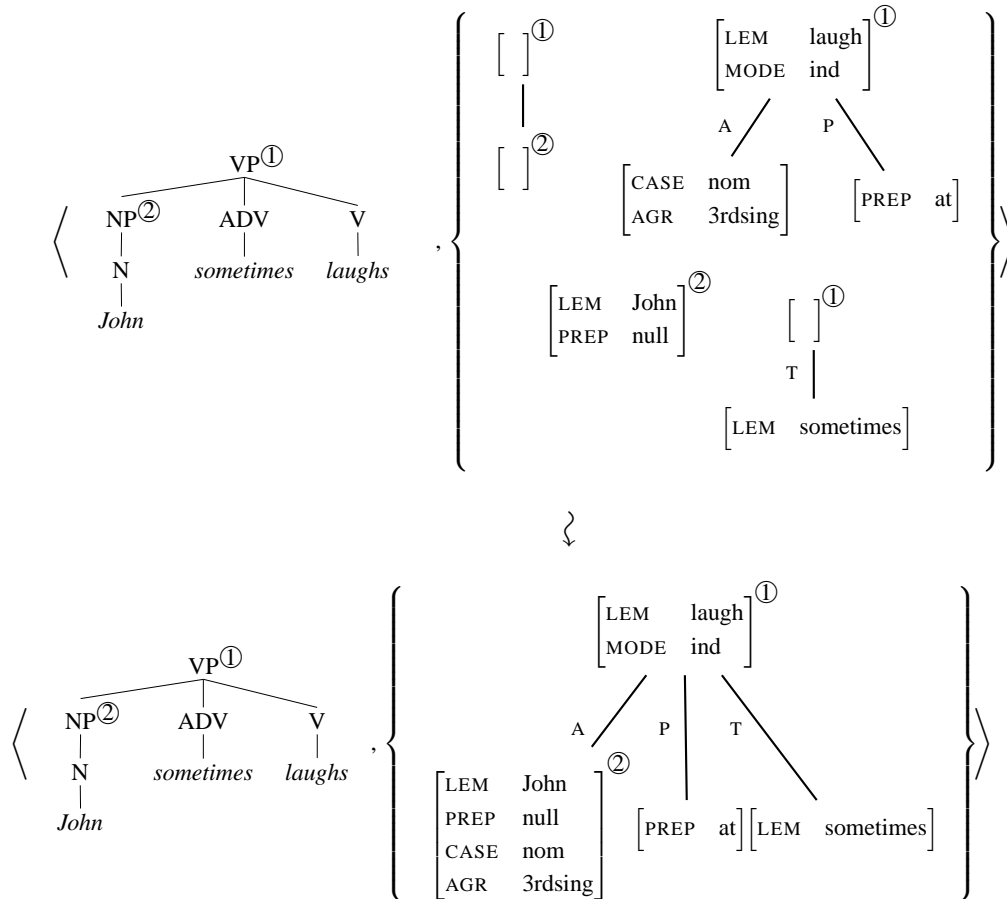 [ ]①
LEM laugh ①
MODE ind
A P
[ ]②
VP①
CASE nom
AGR 3rdsing
[PREP at]
NP② ADV V
,
N sometimes laughs
John
LEM John ②
PREP null
[ ]①
T
[LEM sometimes]
LEM laugh ①
MODE ind
VP①
NP② ADV V
A P T
,
N sometimes laughs
John
LEM John ②
PREP null
CASE nom
AGR 3rdsing
[PREP at] [LEM sometimes]